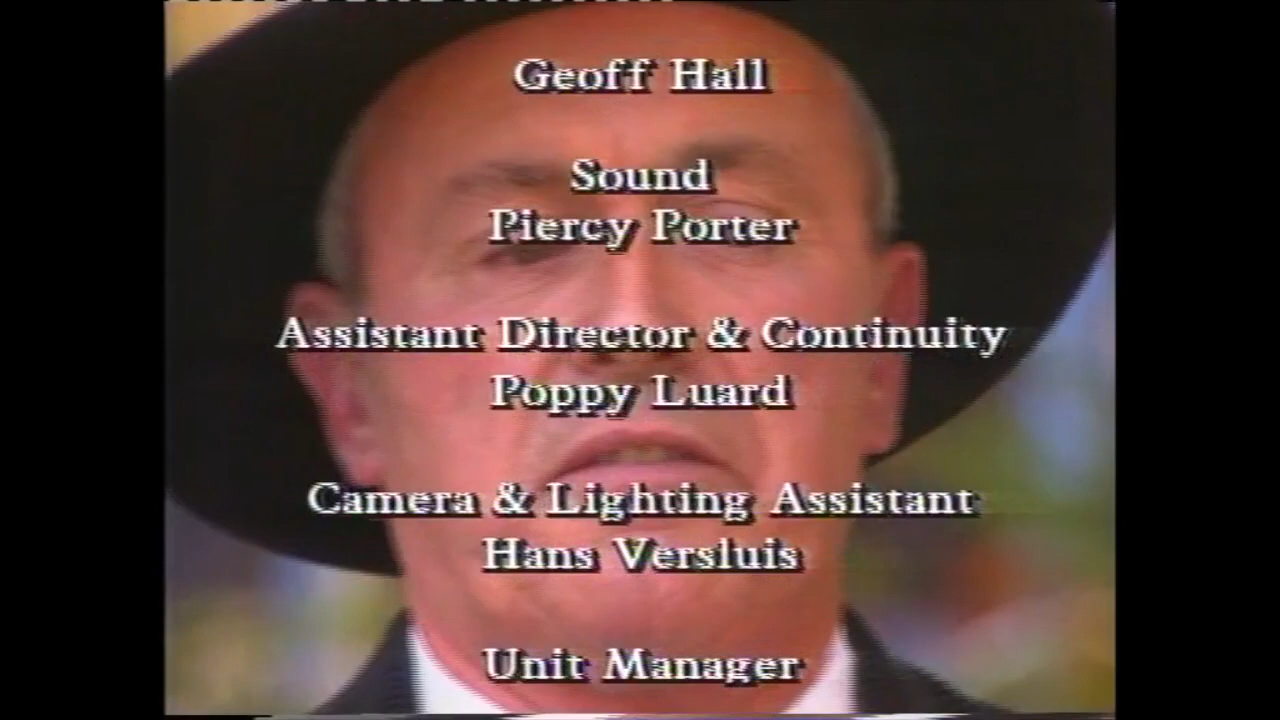 Geoff Hall
Sound
Piercy Porter
Assistant Director & Continuity
Poppy Luard
Camera & Lighting Assistant
Hans Versluis
Unit Manager